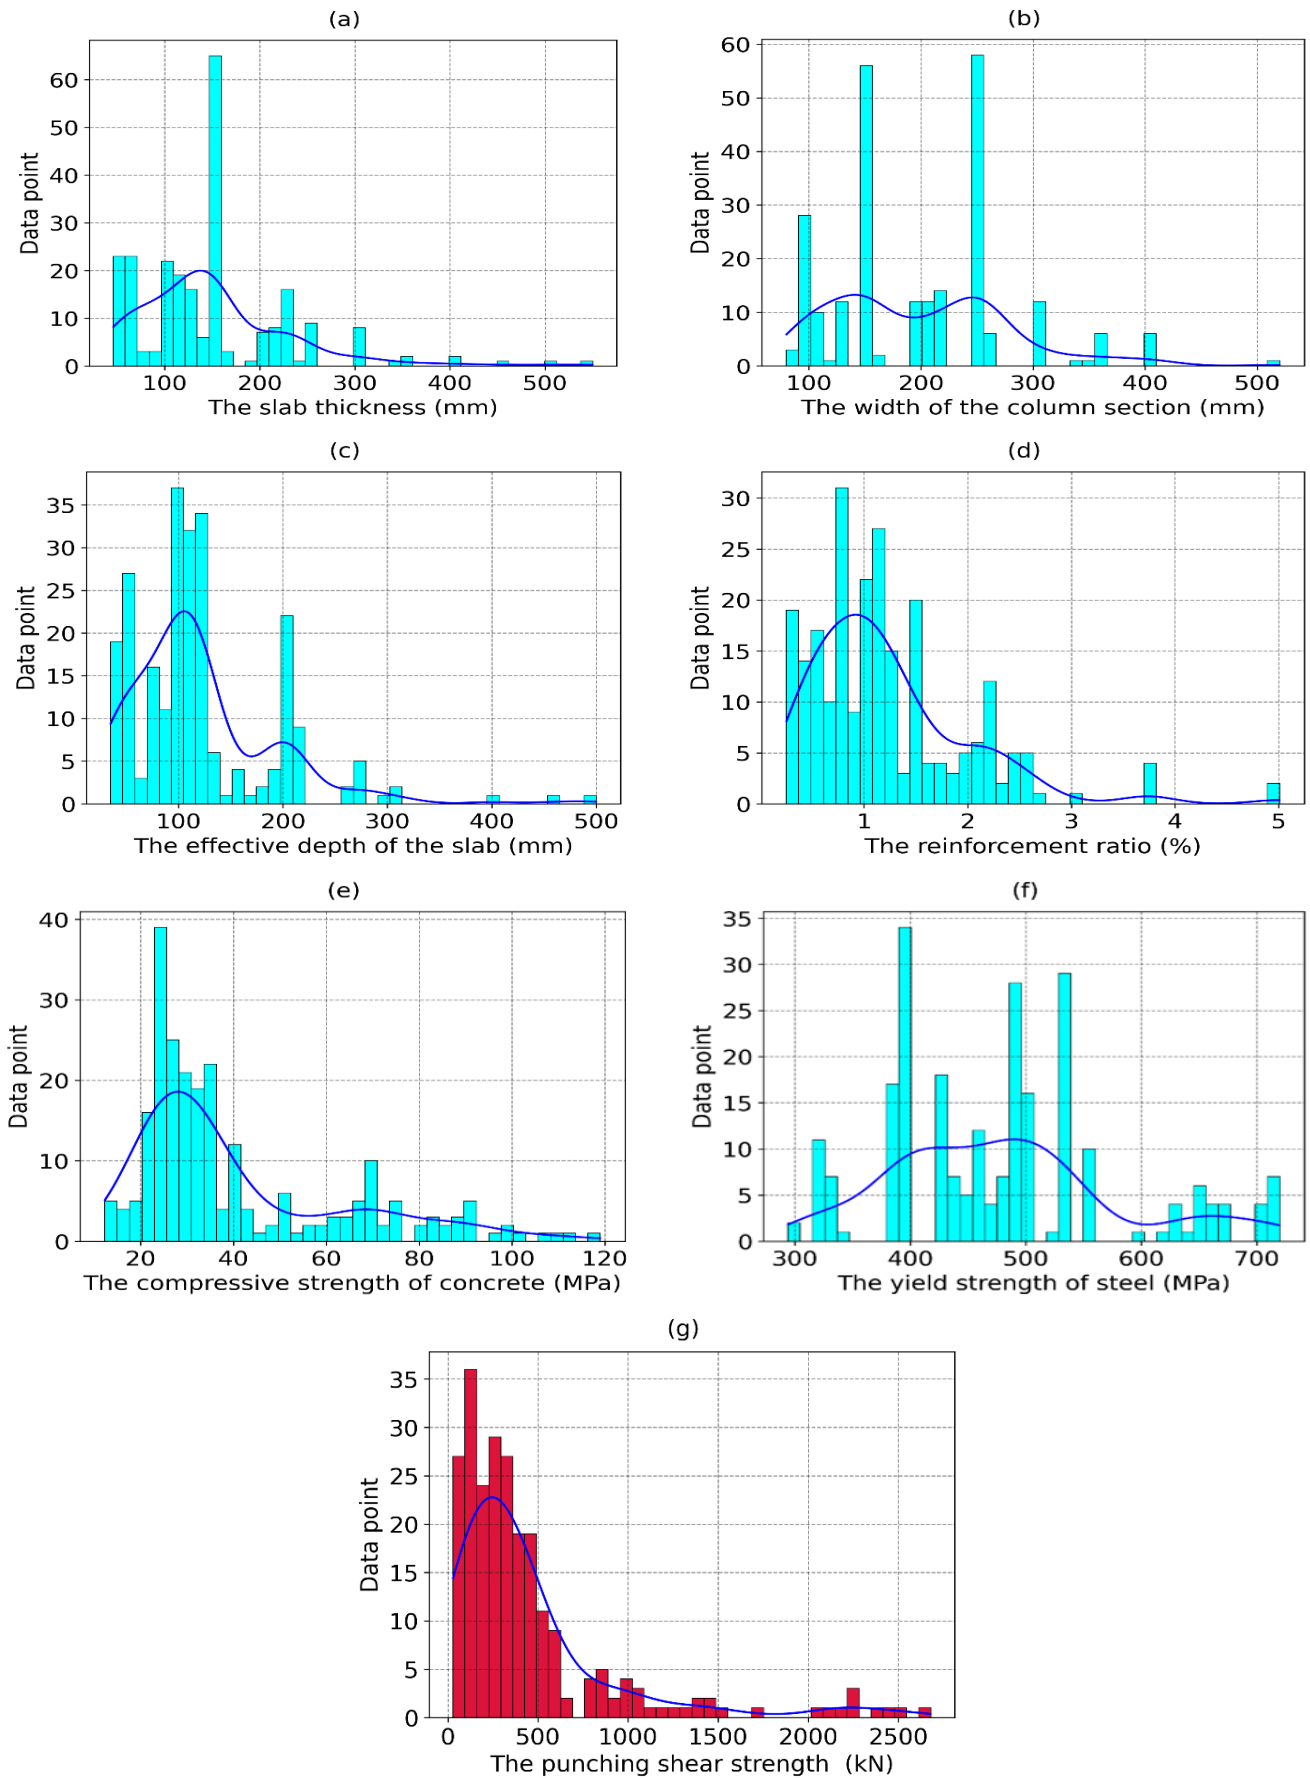 (a)
60
50
40
30
20
10
0
Data point
100 200 300 400 500
The slab thickness (mm)
(b)
60
50
40
30
20
10
0
Data point
100 200 300 400 500
The width of the column section (mm)
(c)
35
30
25
20
15
10
5
0
Data point
100 200 300 400 500
The effective depth of the slab (mm)
(d)
30
25
20
15
10
5
0
Data point
1 2 3 4 5
The reinforcement ratio (%)
(e)
40
30
20
10
0
Data point
20 40 60 80 100 120
The compressive strength of concrete (MPa)
(f)
35
30
25
20
15
10
5
0
Data point
300 400 500 600 700
The yield strength of steel (MPa)
(g)
35
30
25
20
15
10
5
0
Data point
0 500 1000 1500 2000 2500
The punching shear strength (kN)